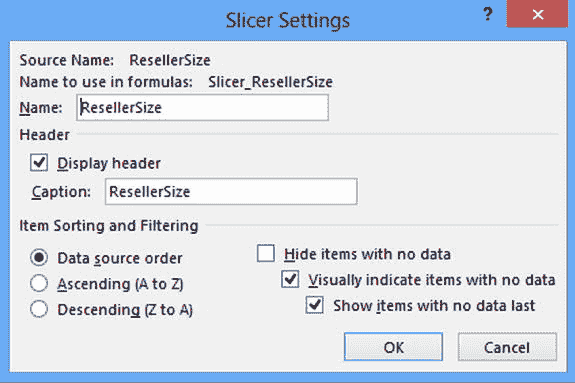 Slicer Settings
?
Source Name: ResellerSize
Name to use in formulas: Slicer_ResellerSize
Name: ResellerSize
Header
Display header
Caption: ResellerSize
Item Sorting and Filtering
Data source order
Hide items with no data
Ascending (A to Z)
Visually indicate items with no data
Descending (Z to A)
Show items with no data last
OK Cancel